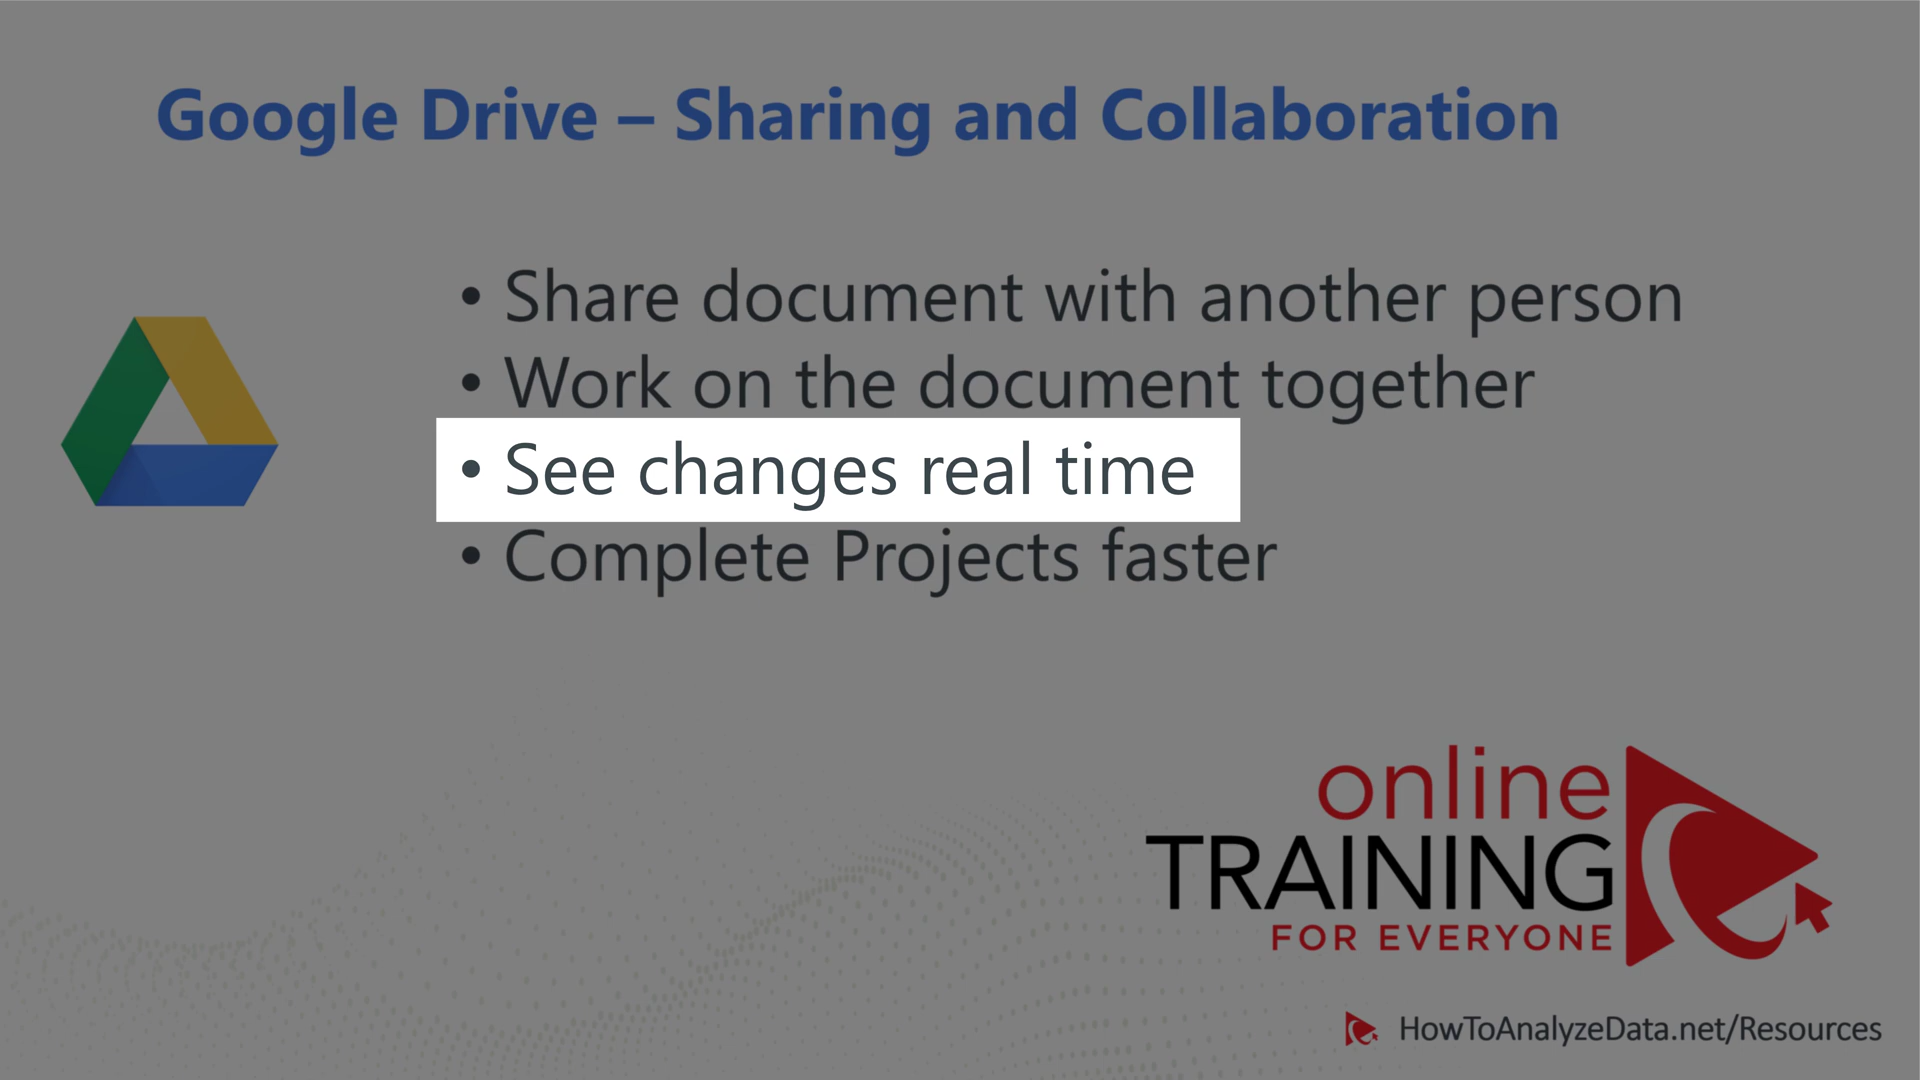 Google Drive – Sharing and Collaboration
• Share document with another person
• Work on the document together
• See changes real time
• Complete Projects faster
online
TRAINING
FOR EVERYONE
HowToAnalyzeData.net/Resources